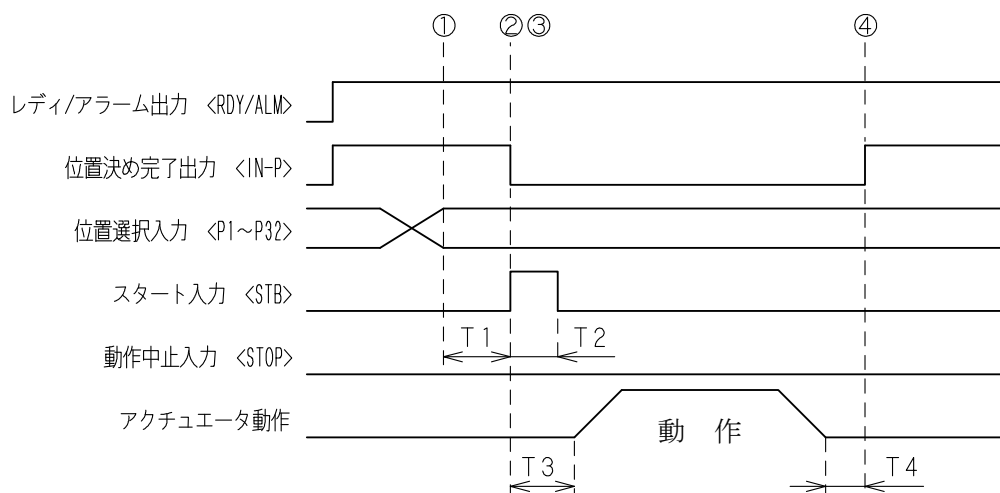 ① ②③ ④
レディ/アラーム出力 <RDY/ALM>
位置決め完了出力 <IN-P>
位置選択入力 <P1～P32>
スタート入力 <STB>
T1 T2
動作中止入力 <STOP>
アクチュエータ動作
動 作
T3 T4